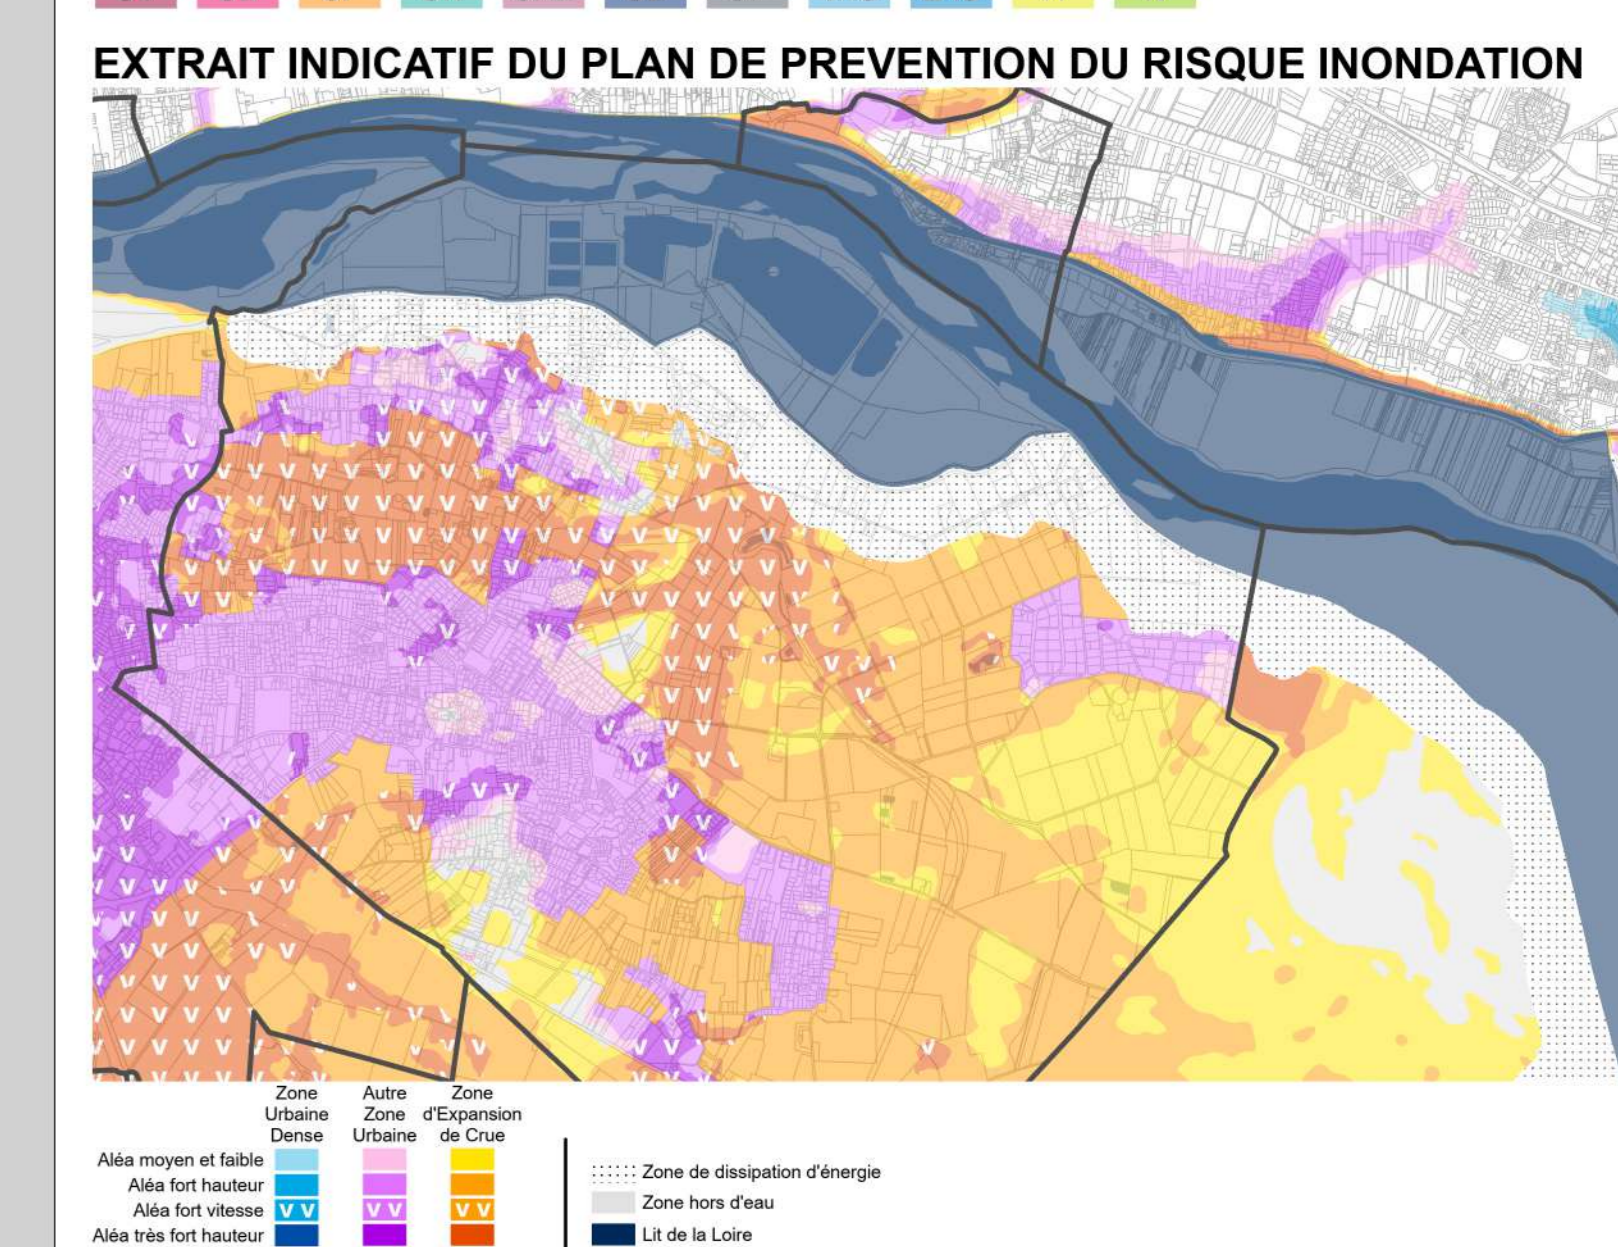 EXTRAIT INDICATIF DU PLAN DE PREVENTION DU RISQUE INONDATION
Zone Urbaine Dense
Autre Zone Urbaine
Zone d'Expansion de Crue
Aléa moyen et faible
Aléa fort hauteur
Aléa fort vitesse
V V
V V
V V
Aléa très fort hauteur
Zone de dissipation d'énergie
Zone hors d'eau
Lit de la Loire